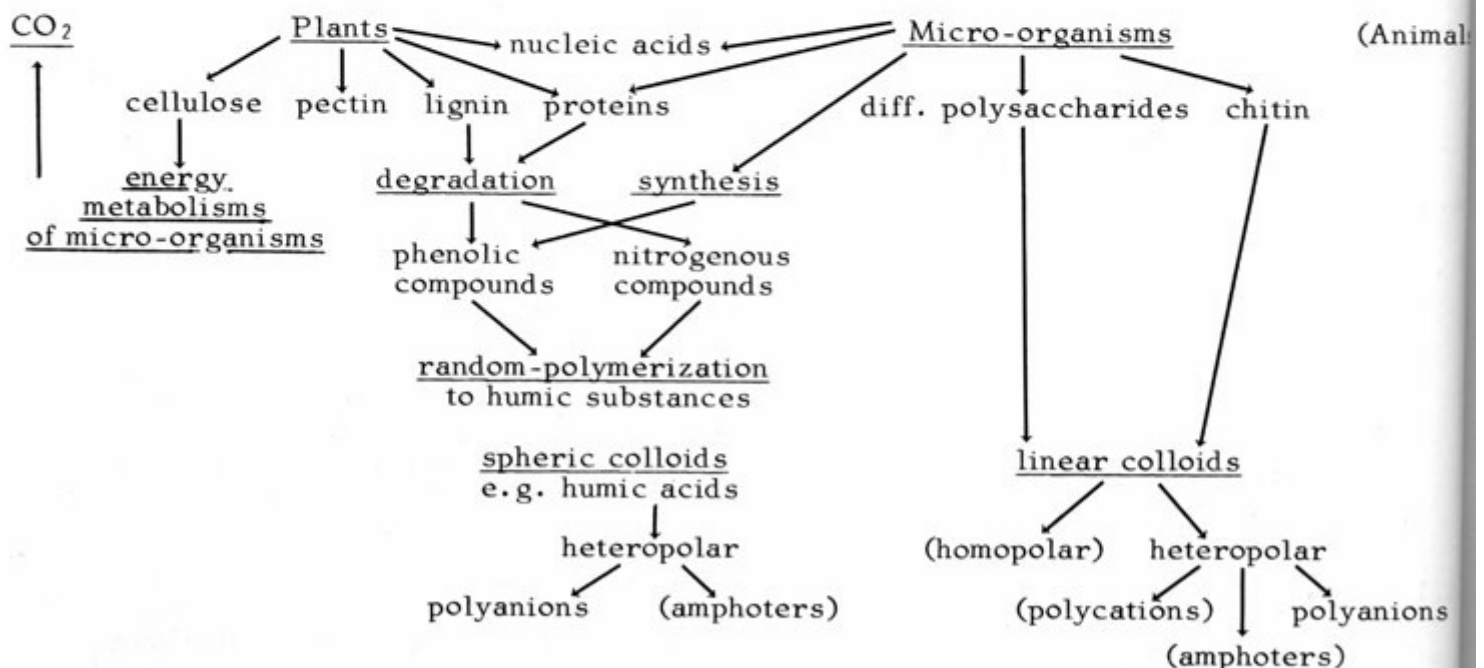 CO2
Plants
nucleic acids
Micro-organisms
(Animal
cellulose
pectin
lignin
proteins
diff. polysaccharides
chitin
energy
metabolisms
of micro-organisms
degradation
synthesis
phenolic
compounds
nitrogenous
compounds
random-polymerization
to humic substances
spheric colloids
e.g. humic acids
linear colloids
heteropolar
(homopolar)
heteropolar
polyanions
(amphoters)
(polycations)
polyanions
(amphoters)